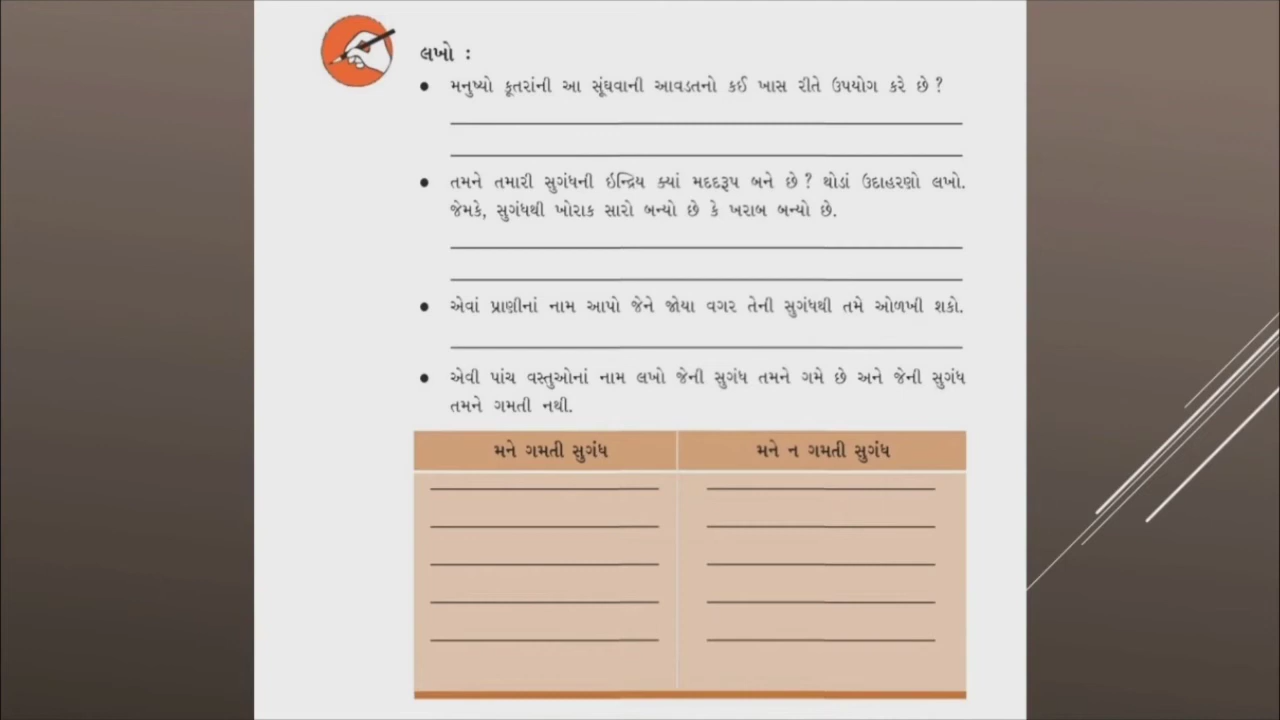 લખો :
• મનુષ્યો કૂતરાંની આ સૂંઘવાની આવડતનો કઈ ખાસ રીતે ઉપયોગ કરે છે ?
• તમને તમારી સુગંધની ઇન્દ્રિય ક્યાં મદદરૂપ બને છે ? થોડાં ઉદાહરણો લખો.
જેમકે, સુગંધથી ખોરાક સારો બન્યો છે કે ખરાબ બન્યો છે.
• એવાં પ્રાણીનાં નામ આપો જેને જોયા વગર તેની સુગંધથી તમે ઓળખી શકો.
• એવી પાંચ વસ્તુઓનાં નામ લખો જેની સુગંધ તમને ગમે છે અને જેની સુગંધ
તમને ગમતી નથી.
મને ગમતી સુગંધ મને ન ગમતી સુગંધ